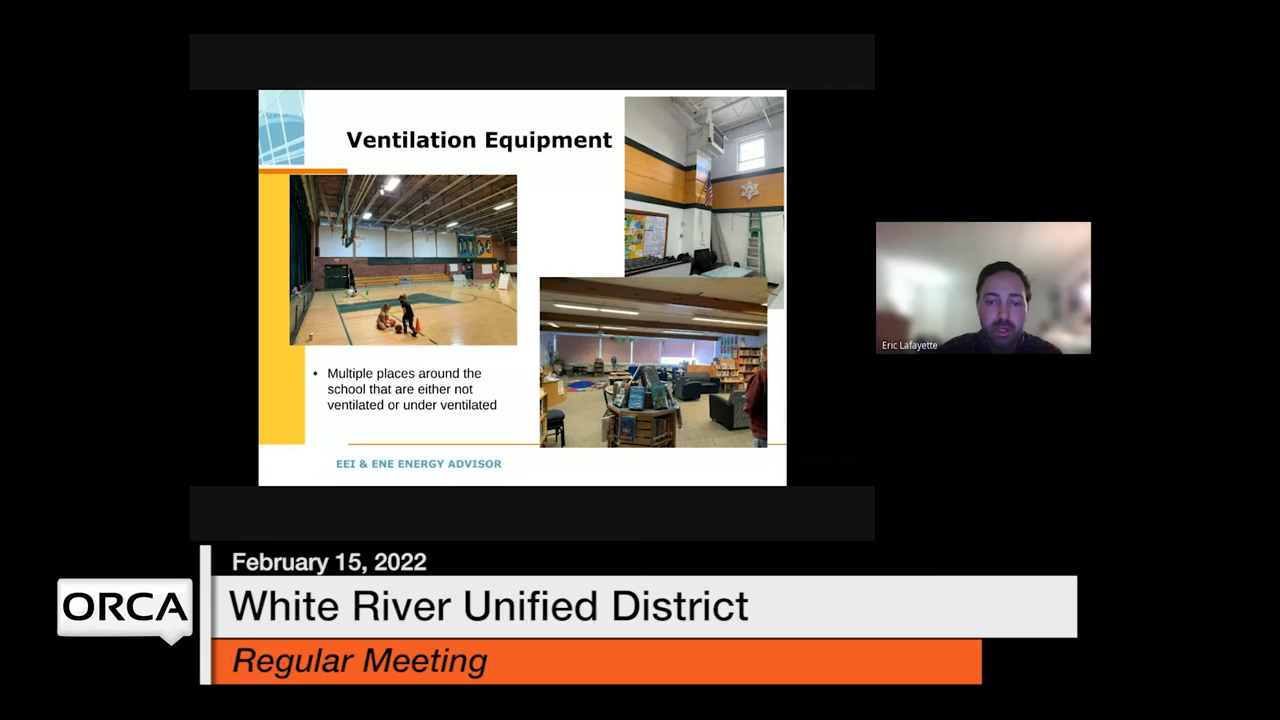 Ventilation Equipment
• Multiple places around the
school that are either not
ventilated or under ventilated
EEI & ENE ENERGY ADVISOR
Eric Lafayette
February 15, 2022
ORCA
White River Unified District
Regular Meeting